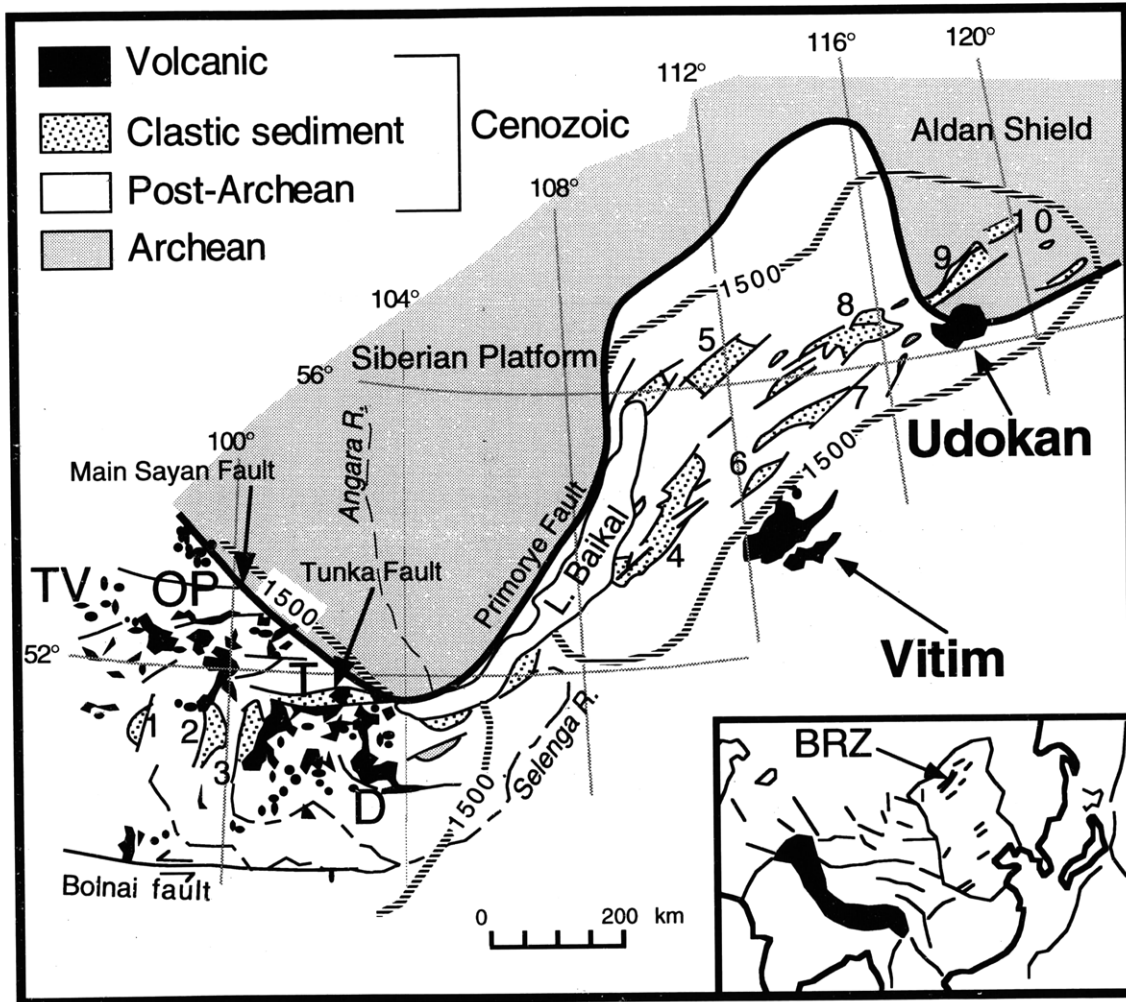 Volcanic
Clastic sediment
Post-Archean
Archean
Cenozoic
112°
116°
120°
Aldan Shield
108°
104°
100°
1500
10
9
8
5
Siberian Platform
56°
7
Udokan
Main Sayan Fault
Angara R.
Primorye Fault
L. Baikal
6
1500
4
Tunka Fault
TV
OP
1500
Vitim
52°
T
1
2
3
D
1500
Selenga R.
Bolnai fault
0 200 km
BRZ